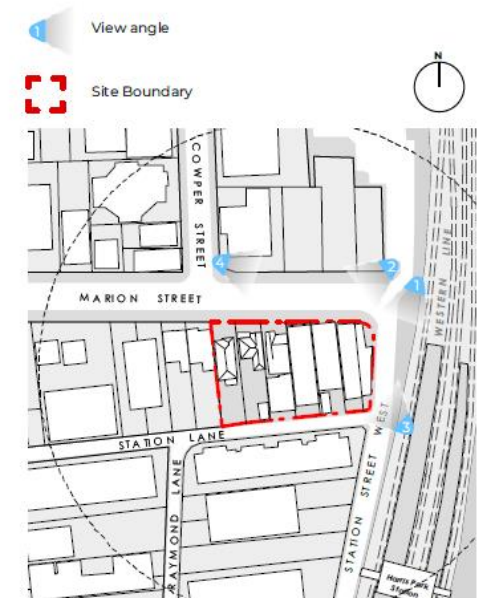 1
View angle
Site Boundary
N
COWPER STREET
4
2
1
MARION STREET
WESTERN LINE
3
STATION LANE
STATION STREET WEST
RAYMOND LANE
Harris Park
Station